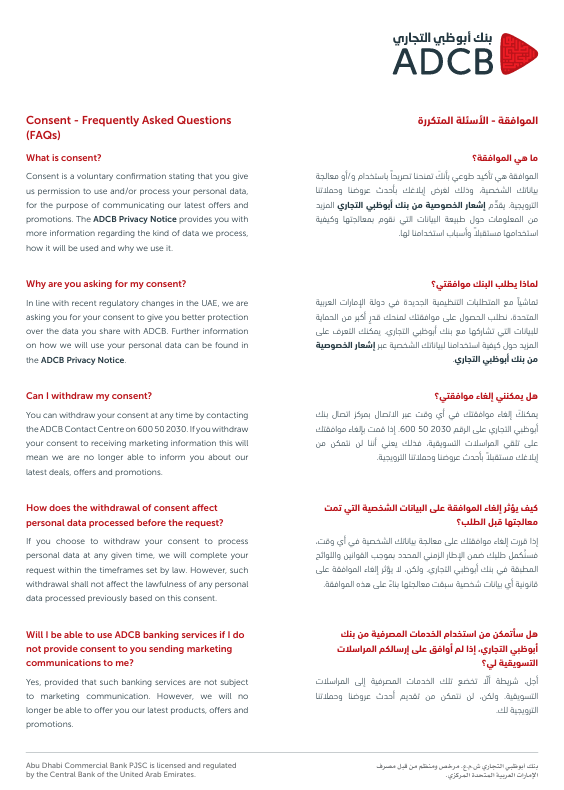 بنك أبوظبي التجاري
ADCB
Consent - Frequently Asked Questions
(FAQs)
What is consent?
Consent is a voluntary confirmation stating that you give
us permission to use and/or process your personal data,
for the purpose of communicating our latest offers and
promotions. The ADCB Privacy Notice provides you with
more information regarding the kind of data we process,
how it will be used and why we use it.
Why are you asking for my consent?
In line with recent regulatory changes in the UAE, we are
asking you for your consent to give you better protection
over the data you share with ADCB. Further information
on how we will use your personal data can be found in
the ADCB Privacy Notice.
Can I withdraw my consent?
You can withdraw your consent at any time by contacting
the ADCB Contact Centre on 600 50 2030. If you withdraw
your consent to receiving marketing information this will
mean we are no longer able to inform you about our
latest deals, offers and promotions.
How does the withdrawal of consent affect
personal data processed before the request?
If you choose to withdraw your consent to process
personal data at any given time, we will complete your
request within the timeframes set by law. However, such
withdrawal shall not affect the lawfulness of any personal
data processed previously based on this consent.
Will I be able to use ADCB banking services if I do
not provide consent to you sending marketing
communications to me?
Yes, provided that such banking services are not subject
to marketing communication. However, we will no
longer be able to offer you our latest products, offers and
promotions.
الموافقة - الأسئلة المتكررة
ما هي الموافقة؟
الموافقة هي تأكيد طوعي بأنك تمنحنا تصريحاً باستخدام و/أو معالجة
بياناتك الشخصية، وذلك لغرض إبلاغك بأحدث عروضنا وحملاتنا
الترويجية. يقدّم إشعار الخصوصية من بنك أبوظبي التجاري المزيد
من المعلومات حول طبيعة البيانات التي نقوم بمعالجتها وكيفية
استخدامها مستقبلاً وأسباب استخدامنا لها.
لماذا يطلب البنك موافقتي؟
تماشياً مع المتطلبات التنظيمية الجديدة في دولة الإمارات العربية
المتحدة، نطلب الحصول على موافقتك لمنحك قدرٍ أكبر من الحماية
للبيانات التي تشاركها مع بنك أبوظبي التجاري. يمكنك التعرف على
المزيد حول كيفية استخدامنا لبياناتك الشخصية عبر إشعار الخصوصية
من بنك أبوظبي التجاري.
هل يمكنني إلغاء موافقتي؟
يمكنك إلغاء موافقتك في أي وقت عبر الاتصال بمركز اتصال بنك
أبوظبي التجاري على الرقم 2030 50 600. إذا قمت بإلغاء موافقتك
على تلقي المراسلات التسويقية، فذلك يعني أننا لن نتمكن من
إبلاغك مستقبلاً بأحدث عروضنا وحملاتنا الترويجية.
كيف يؤثر إلغاء الموافقة على البيانات الشخصية التي تمت
معالجتها قبل الطلب؟
إذا قررت إلغاء موافقتك على معالجة بياناتك الشخصية في أي وقت،
فسنُكمل طلبك ضمن الإطار الزمني المحدد بموجب القوانين واللوائح
المطبقة في بنك أبوظبي التجاري. ولكن، لا يؤثر إلغاء الموافقة على
قانونية أي بيانات شخصية سبقت معالجتها بناءً على هذه الموافقة.
هل سأتمكن من استخدام الخدمات المصرفية من بنك
أبوظبي التجاري، إذا لم أوافق على إرسالكم المراسلات
التسويقية لي؟
أجل، شريطة ألّا تخضع تلك الخدمات المصرفية إلى المراسلات
التسويقية. ولكن، لن نتمكن من تقديم أحدث عروضنا وحملاتنا
الترويجية لك.
Abu Dhabi Commercial Bank PJSC is licensed and regulated
by the Central Bank of the United Arab Emirates.
بنك ابوظبي التجاري ش.م.ع. مرخص ومنظم من قبل مصرف
الإمارات العربية المتحدة المركزي.